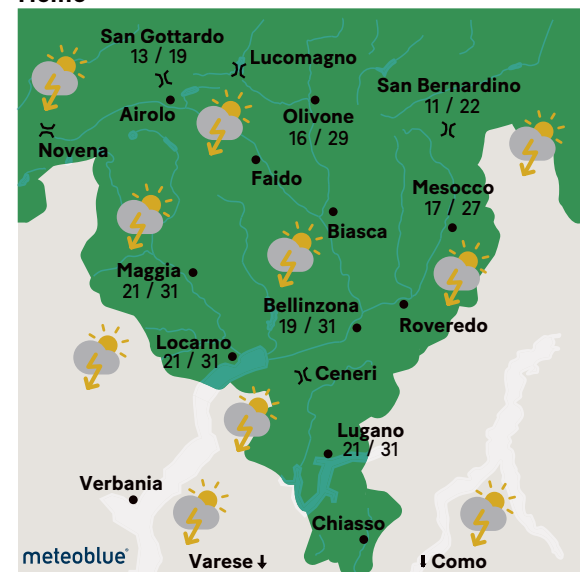 San Gottardo
13 / 19
Lucomagno
San Bernardino
11 / 22
Airolo
Olivone
16 / 29
Novena
Faido
Mesocco
17 / 27
Biasca
Maggia
21 / 31
Bellinzona
19 / 31
Roveredo
Locarno
21 / 31
Ceneri
Lugano
21 / 31
Verbania
Chiasso
meteoblue®
Varese ↓
↓ Como